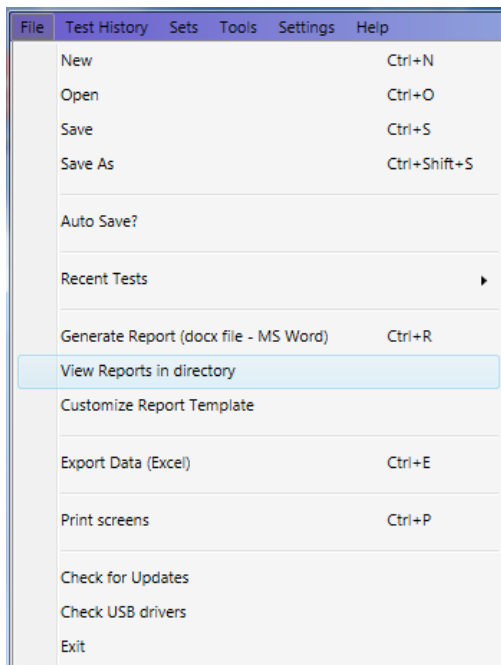 File Test History Sets Tools Settings Help
New Ctrl+N
Open Ctrl+O
Save Ctrl+S
Save As Ctrl+Shift+S
Auto Save?
Recent Tests
Generate Report (docx file - MS Word) Ctrl+R
View Reports in directory
Customize Report Template
Export Data (Excel) Ctrl+E
Print screens Ctrl+P
Check for Updates
Check USB drivers
Exit